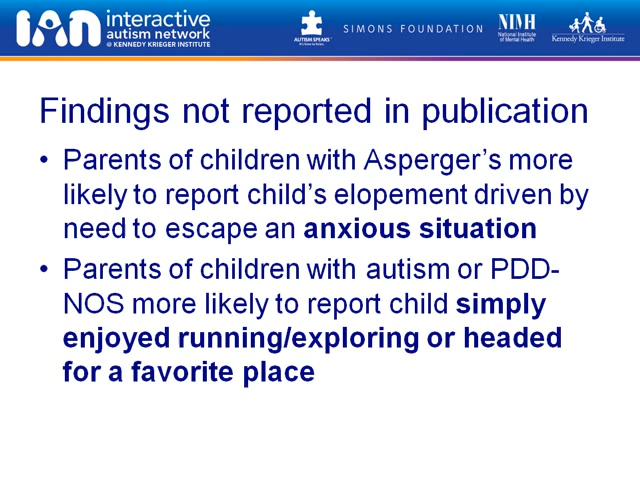 IAN interactive
autism network
@ KENNEDY KRIEGER INSTITUTE
AUTISM SPEAKS
SIMONS FOUNDATION
NIMH
National Institute
of Mental Health
Kennedy Krieger Institute
Findings not reported in publication
• Parents of children with Asperger's more
likely to report child's elopement driven by
need to escape an anxious situation
• Parents of children with autism or PDD-
NOS more likely to report child simply
enjoyed running/exploring or headed
for a favorite place